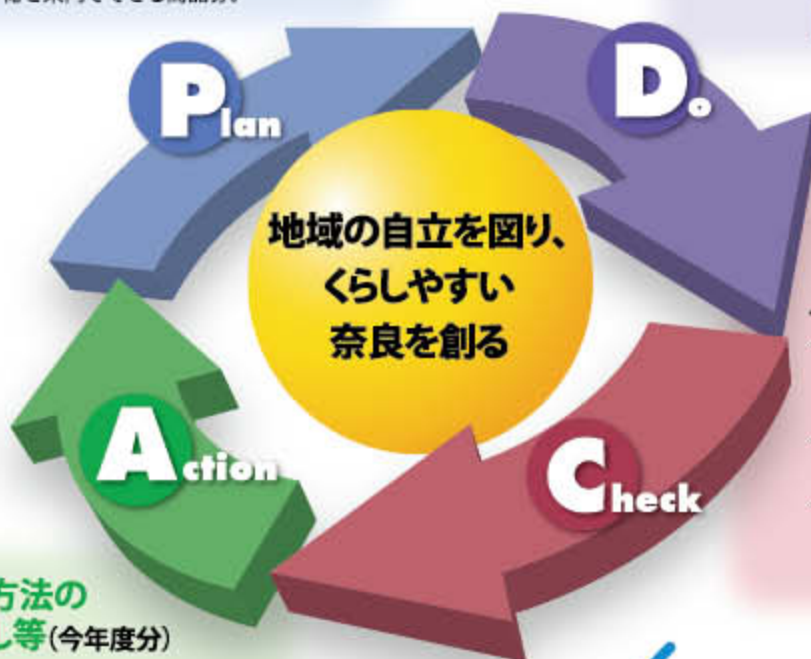 Plan
Do
地域の自立を図り、
くらしやすい
奈良を創る
Action
Check
方法の
し等(今年度分)